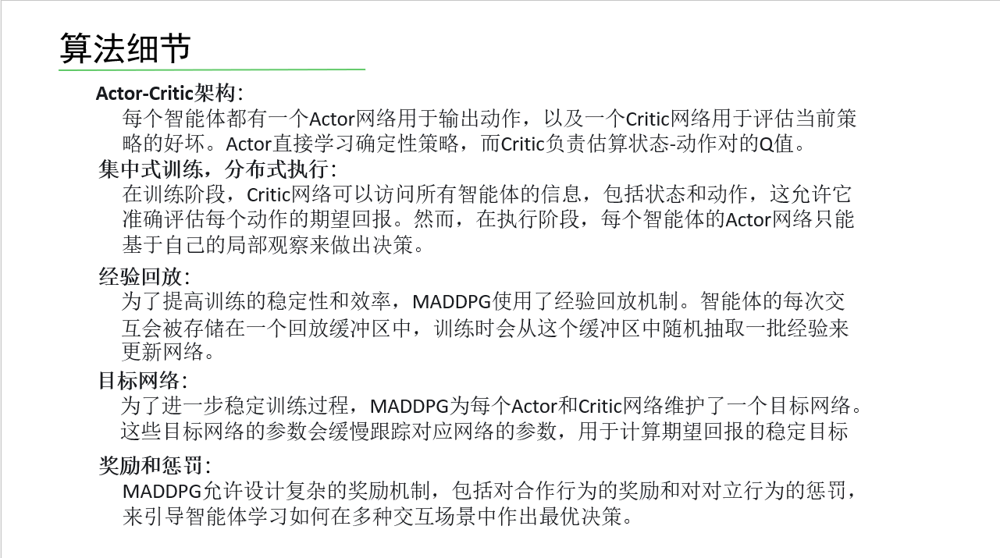 算法细节
Actor-Critic架构：
每个智能体都有一个Actor网络用于输出动作，以及一个Critic网络用于评估当前策
略的好坏。Actor直接学习确定性策略，而Critic负责估算状态-动作对的Q值。
集中式训练，分布式执行：
在训练阶段，Critic网络可以访问所有智能体的信息，包括状态和动作，这允许它
准确评估每个动作的期望回报。然而，在执行阶段，每个智能体的Actor网络只能
基于自己的局部观察来做出决策。
经验回放：
为了提高训练的稳定性和效率，MADDPG使用了经验回放机制。智能体的每次交
互会被存储在一个回放缓冲区中，训练时会从这个缓冲区中随机抽取一批经验来
更新网络。
目标网络：
为了进一步稳定训练过程，MADDPG为每个Actor和Critic网络维护了一个目标网络。
这些目标网络的参数会缓慢跟踪对应网络的参数，用于计算期望回报的稳定目标
奖励和惩罚：
MADDPG允许设计复杂的奖励机制，包括对合作行为的奖励和对对立行为的惩罚，
来引导智能体学习如何在多种交互场景中作出最优决策。